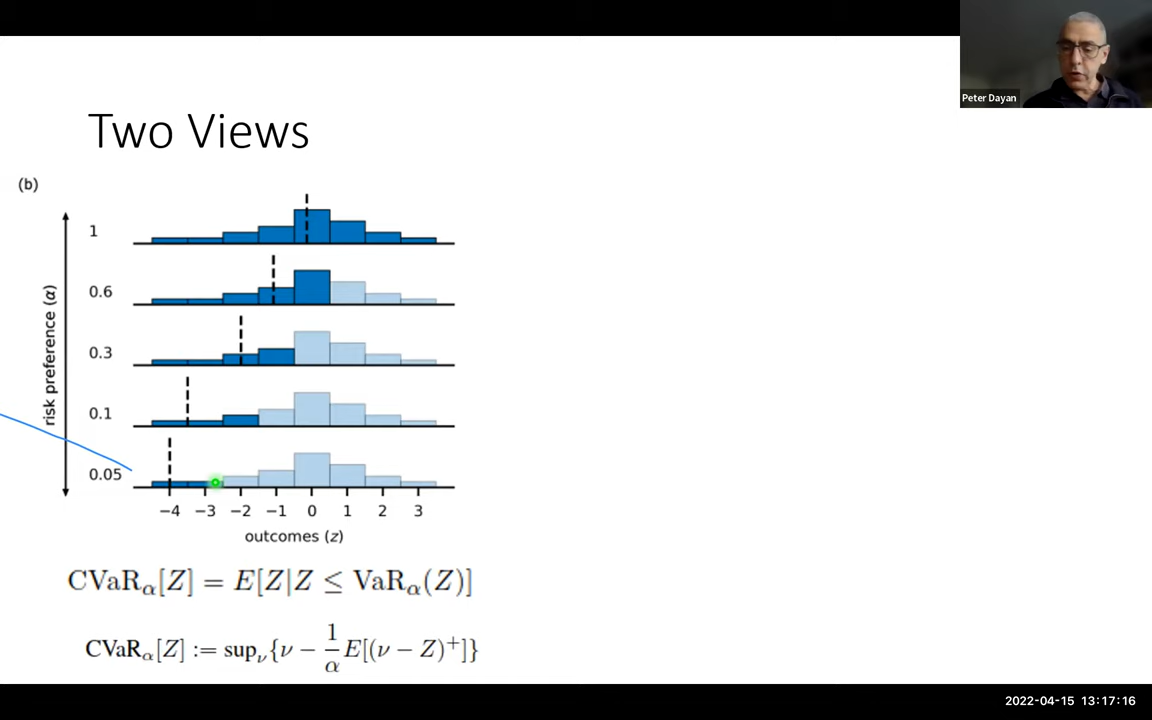 Peter Dayan
Two Views
(b)
risk preference (α)
1
0.6
0.3
0.1
0.05
−4 −3 −2 −1 0 1 2 3
outcomes (z)
CVaRα[Z] = E[Z|Z ≤ VaRα(Z)]
CVaRα[Z] := supν{ν − 1/α E[(ν − Z)⁺]}
2022-04-15 13:17:16